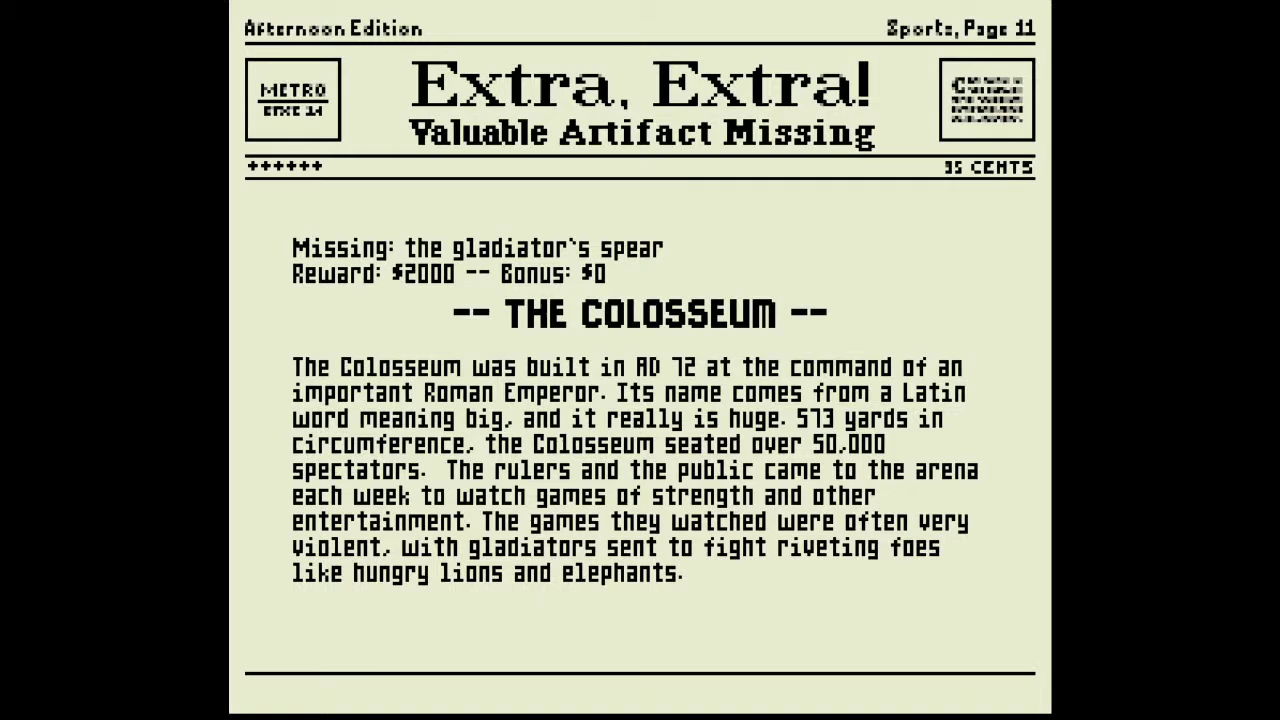 Afternoon Edition
Sports, Page 11
METRO
Extra, Extra!
Valuable Artifact Missing
++++++
35 CENTS
Missing: the gladiator`s spear
Reward: $2000 -- Bonus: $0
-- THE COLOSSEUM --
The Colosseum was built in AD 72 at the command of an
important Roman Emperor. Its name comes from a Latin
word meaning big, and it really is huge. 573 yards in
circumference, the Colosseum seated over 50,000
spectators.  The rulers and the public came to the arena
each week to watch games of strength and other
entertainment. The games they watched were often very
violent, with gladiators sent to fight riveting foes
like hungry lions and elephants.